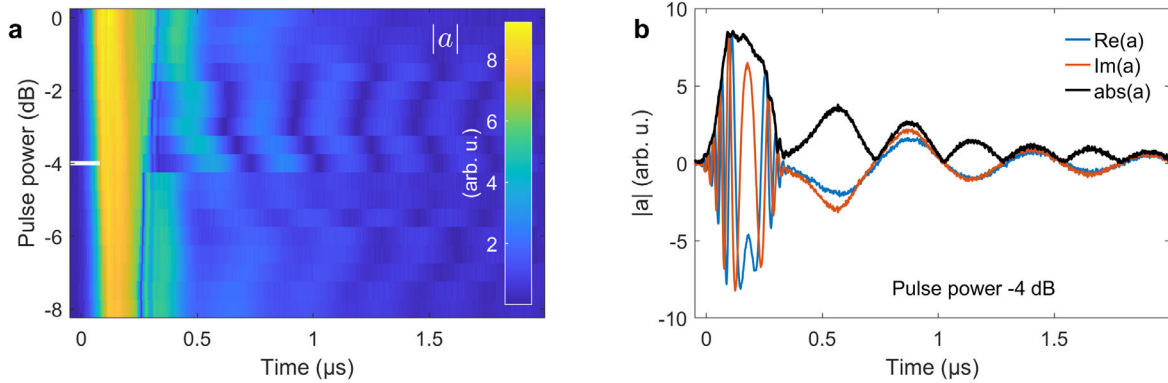 a
Pulse power (dB)
0
-2
-4
-6
-8
|a|
(arb. u.)
8
6
4
2
0
0.5
1
1.5
Time (μs)
b
|a| (arb. u.)
10
5
0
-5
-10
Re(a)
Im(a)
abs(a)
Pulse power -4 dB
0
0.5
1
1.5
Time (μs)